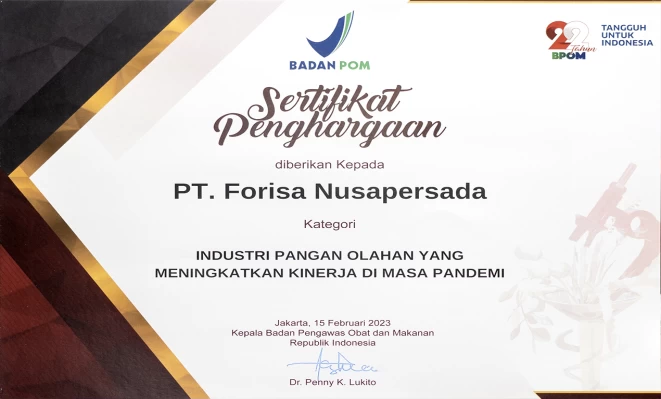 BADAN POM
22 Tahun
BPOM
TANGGUH
UNTUK
INDONESIA
Sertifikat
Penghargaan
diberikan Kepada
PT. Forisa Nusapersada
Kategori
INDUSTRI PANGAN OLAHAN YANG
MENINGKATKAN KINERJA DI MASA PANDEMI
Jakarta, 15 Februari 2023
Kepala Badan Pengawas Obat dan Makanan
Republik Indonesia
Dr. Penny K. Lukito